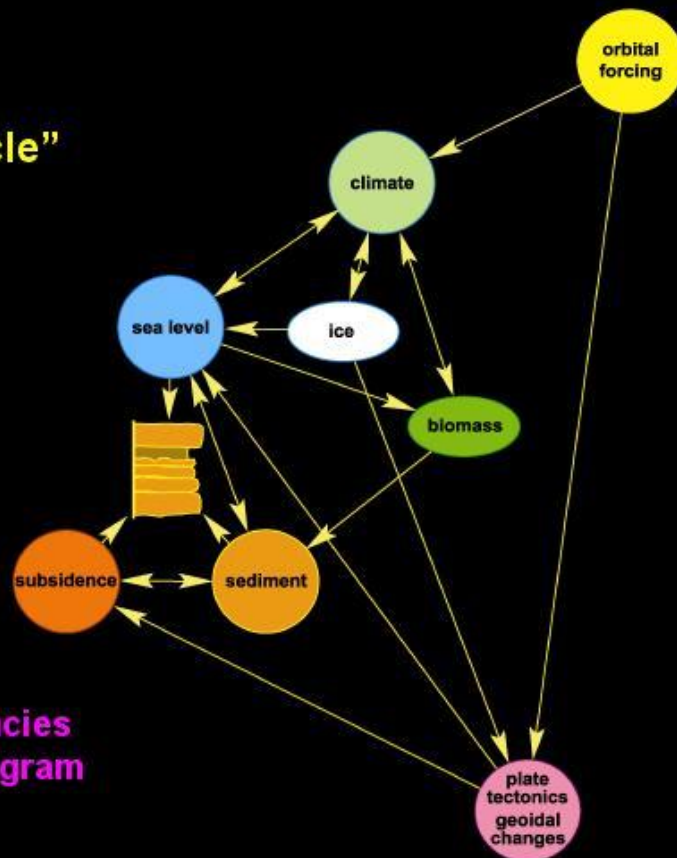 orbital
forcing
cle”
climate
sea level
ice
biomass
subsidence
sediment
cies
gram
plate
tectonics
geoidal
changes